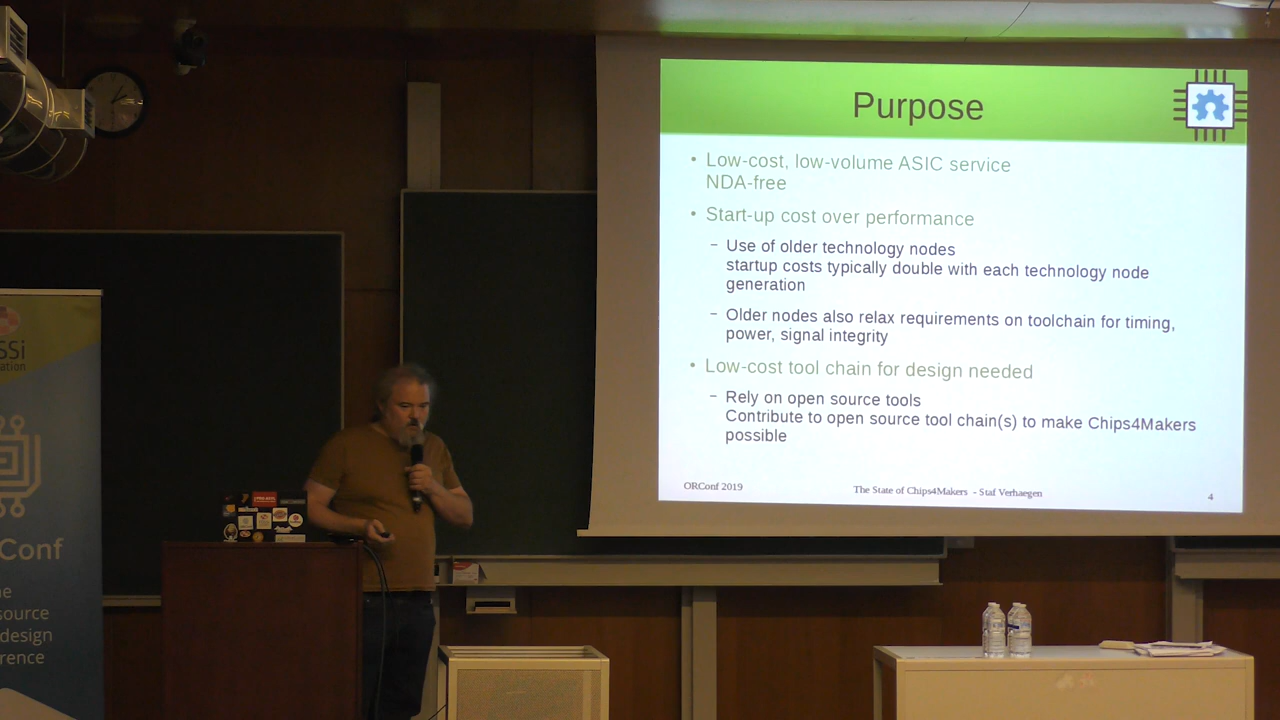 Purpose
• Low-cost, low-volume ASIC service
NDA-free
• Start-up cost over performance
– Use of older technology nodes
startup costs typically double with each technology node
generation
– Older nodes also relax requirements on toolchain for timing,
power, signal integrity
• Low-cost tool chain for design needed
– Rely on open source tools
Contribute to open source tool chain(s) to make Chips4Makers
possible
ORConf 2019
The State of Chips4Makers - Staf Verhaegen
4
SSi
ation
Conf
ne
source
design
rence